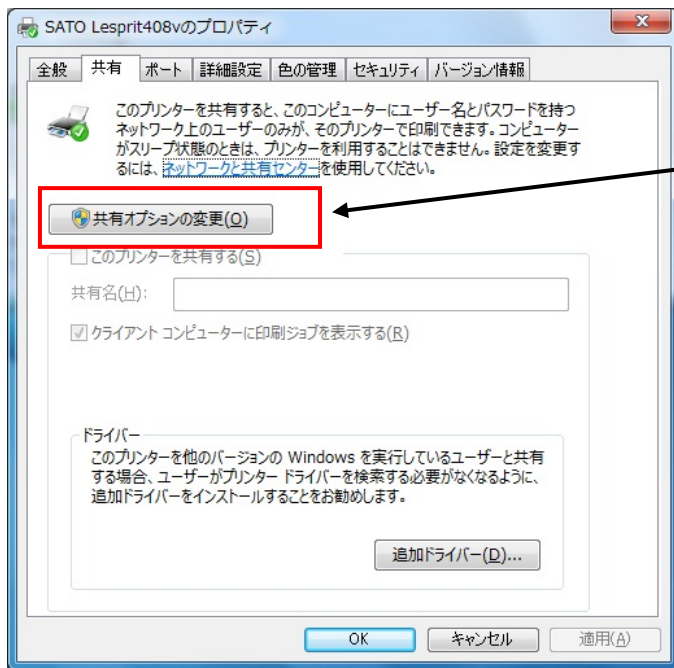 SATO Lesprit408vのプロパティ
全般 共有 ポート 詳細設定 色の管理 セキュリティ バージョン情報
このプリンターを共有すると、このコンピューターにユーザー名とパスワードを持つ
ネットワーク上のユーザーのみが、そのプリンターで印刷できます。コンピューター
がスリープ状態のときは、プリンターを利用することはできません。設定を変更す
るには、ネットワークと共有センターを使用してください。
共有オプションの変更(O)
このプリンターを共有する(S)
共有名(H):
クライアント コンピューターに印刷ジョブを表示する(R)
ドライバー
このプリンターを他のバージョンの Windows を実行しているユーザーと共有
する場合、ユーザーがプリンター ドライバーを検索する必要がなくなるように、
追加ドライバーをインストールすることをお勧めします。
追加ドライバー(D)...
OK キャンセル 適用(A)